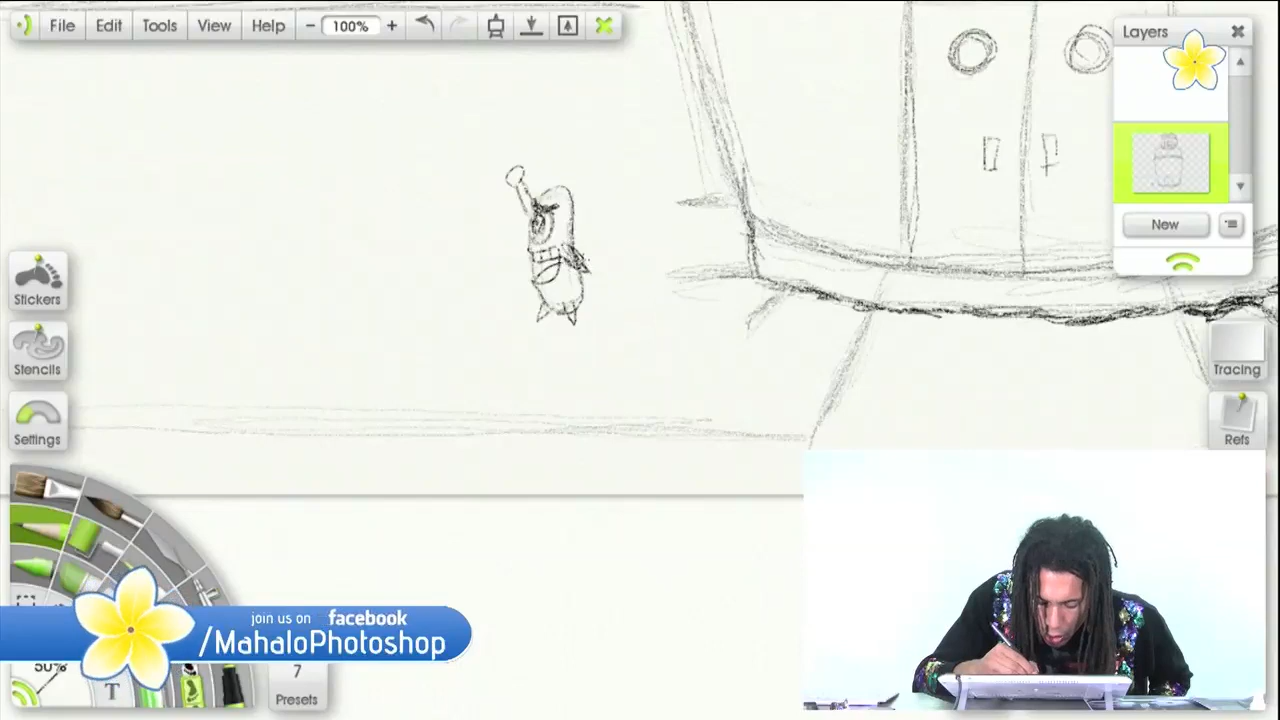 File Edit Tools View Help − 100% +
Layers
New
Stickers
Stencils
Settings
Tracing
Refs
join us on facebook
/MahaloPhotoshop
50%
T
7
Presets